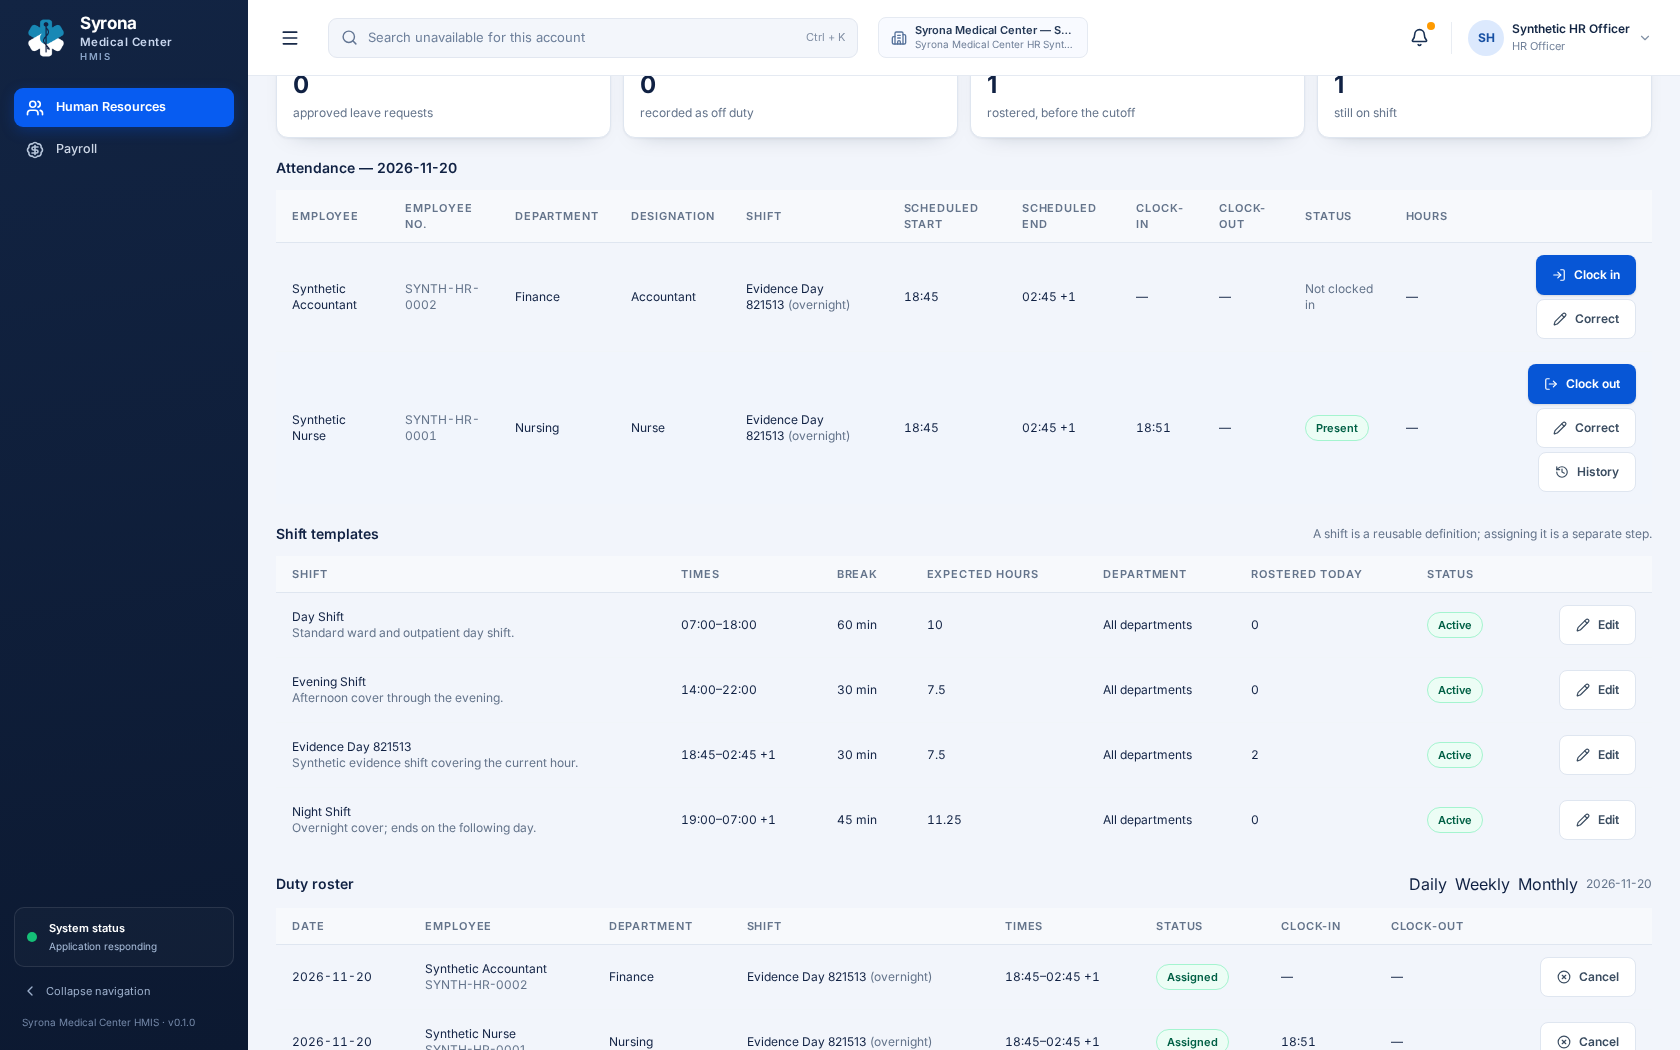 Syrona
Medical Center
HMIS
Human Resources
Payroll
System status
Application responding
Collapse navigation
Syrona Medical Center HMIS · v0.1.0
Search unavailable for this account
Ctrl + K
Syrona Medical Center — S...
Syrona Medical Center HR Synt...
SH
Synthetic HR Officer
HR Officer
0
approved leave requests
0
recorded as off duty
1
rostered, before the cutoff
1
still on shift
Attendance — 2026-11-20
EMPLOYEE
EMPLOYEE NO.
DEPARTMENT
DESIGNATION
SHIFT
SCHEDULED START
SCHEDULED END
CLOCK-IN
CLOCK-OUT
STATUS
HOURS
Synthetic Accountant
SYNTH-HR-0002
Finance
Accountant
Evidence Day 821513 (overnight)
18:45
02:45 +1
—
—
Not clocked in
—
Clock in
Correct
Synthetic Nurse
SYNTH-HR-0001
Nursing
Nurse
Evidence Day 821513 (overnight)
18:45
02:45 +1
18:51
—
Present
—
Clock out
Correct
History
Shift templates
A shift is a reusable definition; assigning it is a separate step.
SHIFT
TIMES
BREAK
EXPECTED HOURS
DEPARTMENT
ROSTERED TODAY
STATUS
Day Shift
Standard ward and outpatient day shift.
07:00–18:00
60 min
10
All departments
0
Active
Edit
Evening Shift
Afternoon cover through the evening.
14:00–22:00
30 min
7.5
All departments
0
Active
Edit
Evidence Day 821513
Synthetic evidence shift covering the current hour.
18:45–02:45 +1
30 min
7.5
All departments
2
Active
Edit
Night Shift
Overnight cover; ends on the following day.
19:00–07:00 +1
45 min
11.25
All departments
0
Active
Edit
Duty roster
Daily Weekly Monthly 2026-11-20
DATE
EMPLOYEE
DEPARTMENT
SHIFT
TIMES
STATUS
CLOCK-IN
CLOCK-OUT
2026-11-20
Synthetic Accountant
SYNTH-HR-0002
Finance
Evidence Day 821513 (overnight)
18:45–02:45 +1
Assigned
—
—
Cancel
2026-11-20
Synthetic Nurse
SYNTH-HR-0001
Nursing
Evidence Day 821513 (overnight)
18:45–02:45 +1
Assigned
18:51
—
Cancel